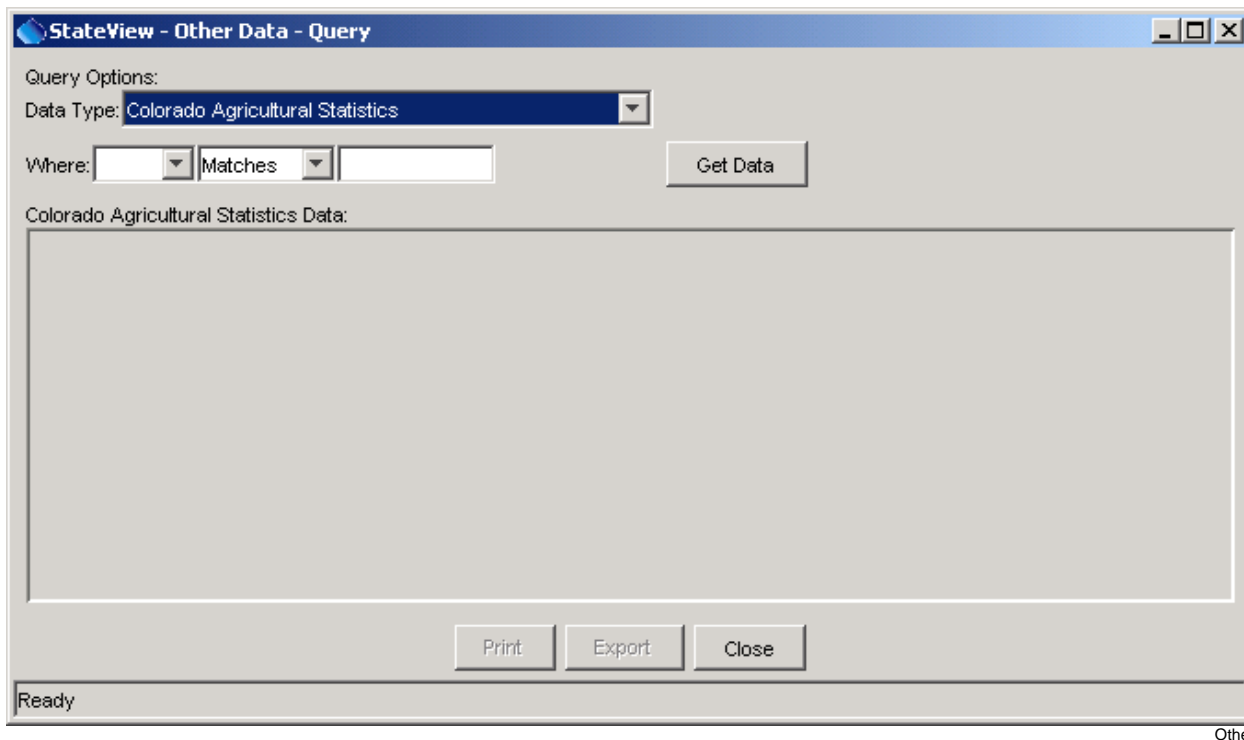 StateView - Other Data - Query
Query Options:
Data Type: Colorado Agricultural Statistics
Where: Matches Get Data
Colorado Agricultural Statistics Data:
Print Export Close
Ready
Othe